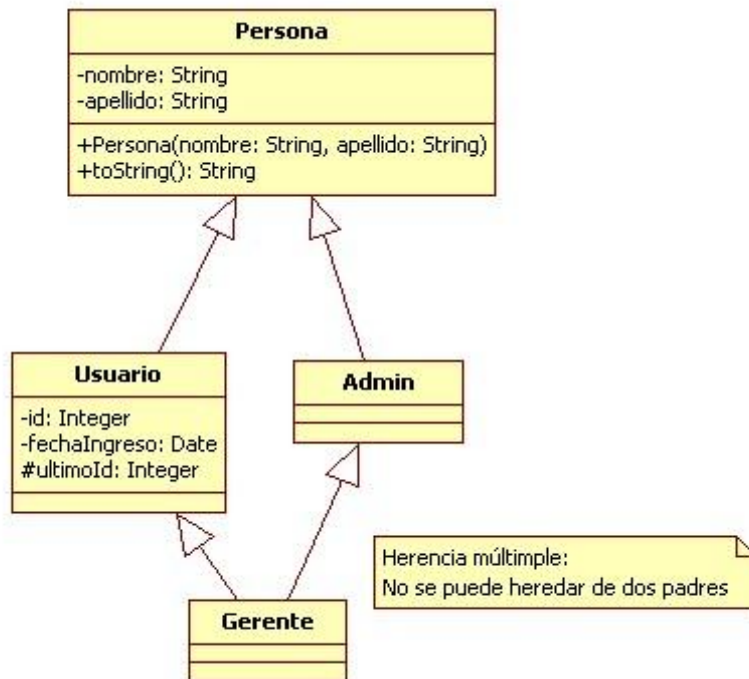 Persona
-nombre: String
-apellido: String
+Persona(nombre: String, apellido: String)
+toString(): String
Usuario
-id: Integer
-fechaIngreso: Date
#ultimoId: Integer
Admin
Herencia múltimple:
No se puede heredar de dos padres
Gerente